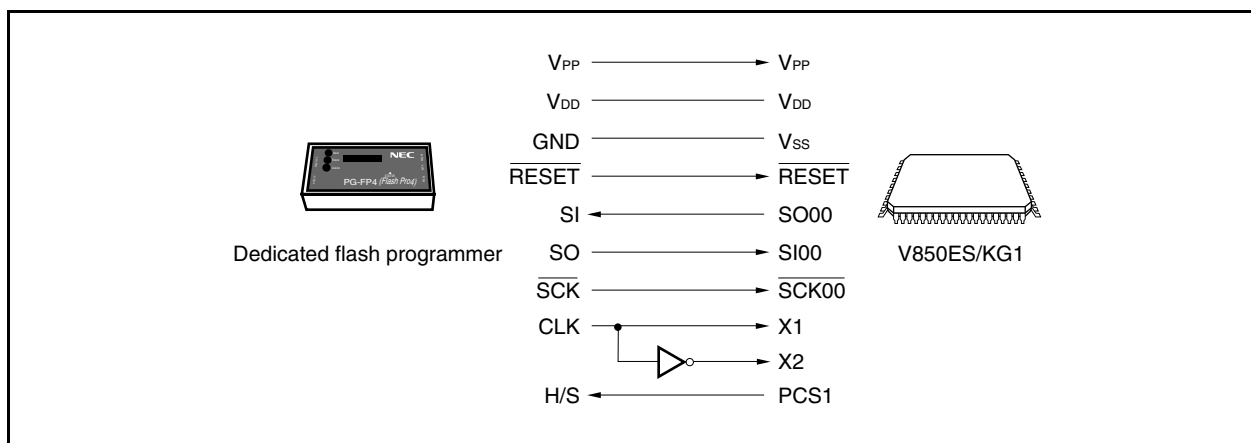 VPP VPP
VDD VDD
GND VSS
RESET RESET
SI SO00
SO SI00
SCK SCK00
CLK X1
X2
H/S PCS1
NEC
PG-FP4 (Flash Pro4)
Dedicated flash programmer
V850ES/KG1